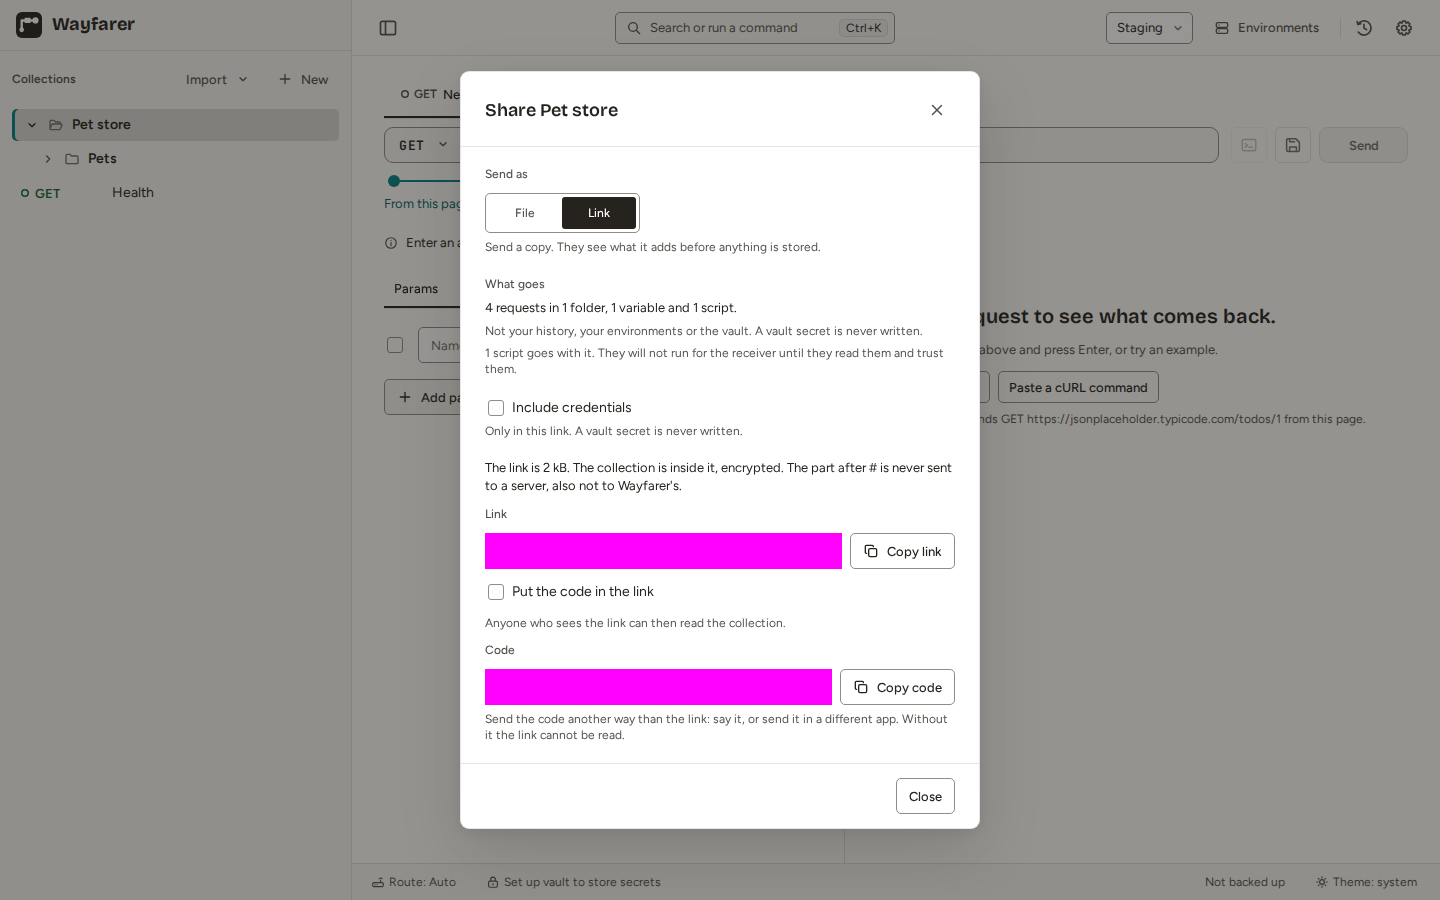 Wayfarer
Search or run a command
Ctrl+K
Staging
Environments
Collections
Import
New
Pet store
Pets
GET
Health
GET
Ne
GET
Send
From this pag
Enter an a
Params
Nam
Add pa
quest to see what comes back.
above and press Enter, or try an example.
Paste a cURL command
nds GET https://jsonplaceholder.typicode.com/todos/1 from this page.
Share Pet store
Send as
File
Link
Send a copy. They see what it adds before anything is stored.
What goes
4 requests in 1 folder, 1 variable and 1 script.
Not your history, your environments or the vault. A vault secret is never written.
1 script goes with it. They will not run for the receiver until they read them and trust
them.
Include credentials
Only in this link. A vault secret is never written.
The link is 2 kB. The collection is inside it, encrypted. The part after # is never sent
to a server, also not to Wayfarer's.
Link
Copy link
Put the code in the link
Anyone who sees the link can then read the collection.
Code
Copy code
Send the code another way than the link: say it, or send it in a different app. Without
it the link cannot be read.
Close
Route: Auto
Set up vault to store secrets
Not backed up
Theme: system